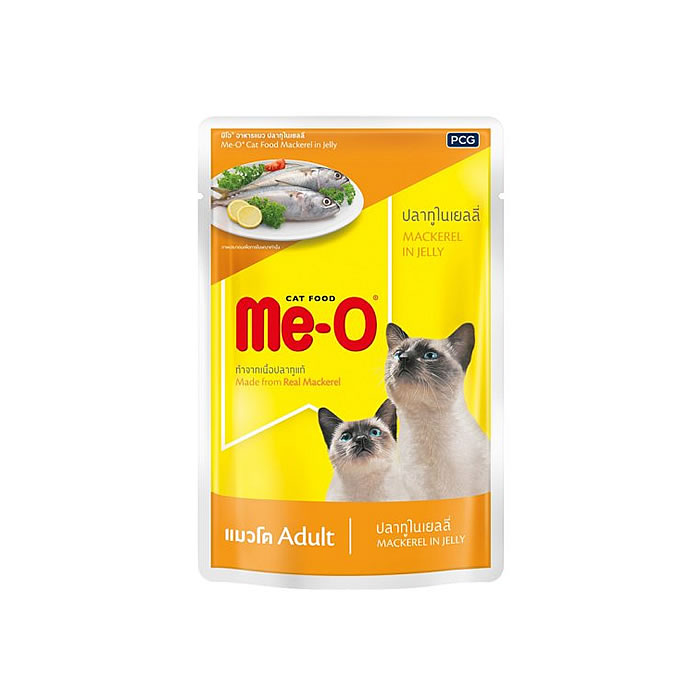 มีโอ® อาหารแมว ปลาทูในเยลลี่
Me-O® Cat Food Mackerel in Jelly
PCG
ปลาทูในเยลลี่
MACKEREL
IN JELLY
CAT FOOD
me-O®
ทำจากเนื้อปลาทูแท้
Made from Real Mackerel
แมวโต Adult
ปลาทูในเยลลี่
MACKEREL IN JELLY